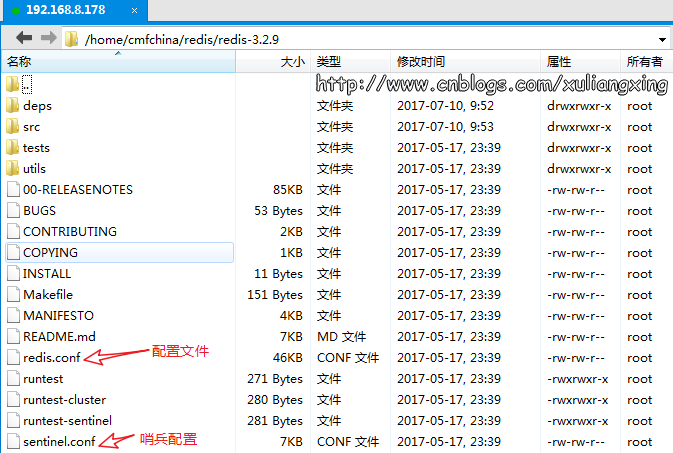 192.168.8.178 ×
/home/cmfchina/redis/redis-3.2.9
名称 大小 类型 修改时间 属性 所有者
.. http://www.cnblogs.com/xuliangxing
deps 文件夹 2017-07-10, 9:52 drwxrwxr-x root
src 文件夹 2017-07-10, 9:53 drwxrwxr-x root
tests 文件夹 2017-05-17, 23:39 drwxrwxr-x root
utils 文件夹 2017-05-17, 23:39 drwxrwxr-x root
00-RELEASENOTES 85KB 文件 2017-05-17, 23:39 -rw-rw-r-- root
BUGS 53 Bytes 文件 2017-05-17, 23:39 -rw-rw-r-- root
CONTRIBUTING 2KB 文件 2017-05-17, 23:39 -rw-rw-r-- root
COPYING 1KB 文件 2017-05-17, 23:39 -rw-rw-r-- root
INSTALL 11 Bytes 文件 2017-05-17, 23:39 -rw-rw-r-- root
Makefile 151 Bytes 文件 2017-05-17, 23:39 -rw-rw-r-- root
MANIFESTO 4KB 文件 2017-05-17, 23:39 -rw-rw-r-- root
README.md 7KB MD 文件 2017-05-17, 23:39 -rw-rw-r-- root
redis.conf 配置文件 46KB CONF 文件 2017-05-17, 23:39 -rw-rw-r-- root
runtest 271 Bytes 文件 2017-05-17, 23:39 -rwxrwxr-x root
runtest-cluster 280 Bytes 文件 2017-05-17, 23:39 -rwxrwxr-x root
runtest-sentinel 281 Bytes 文件 2017-05-17, 23:39 -rwxrwxr-x root
sentinel.conf 哨兵配置 7KB CONF 文件 2017-05-17, 23:39 -rw-rw-r-- root